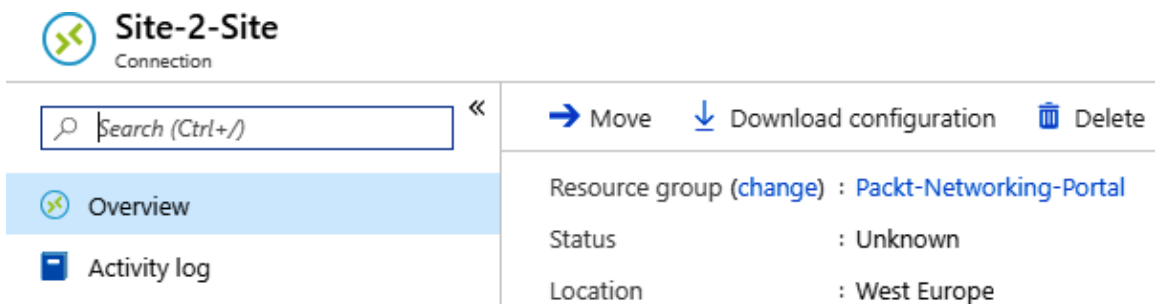 Site-2-Site
Connection
Search (Ctrl+/)
«
Overview
Activity log
Move Download configuration Delete
Resource group (change) : Packt-Networking-Portal
Status : Unknown
Location : West Europe